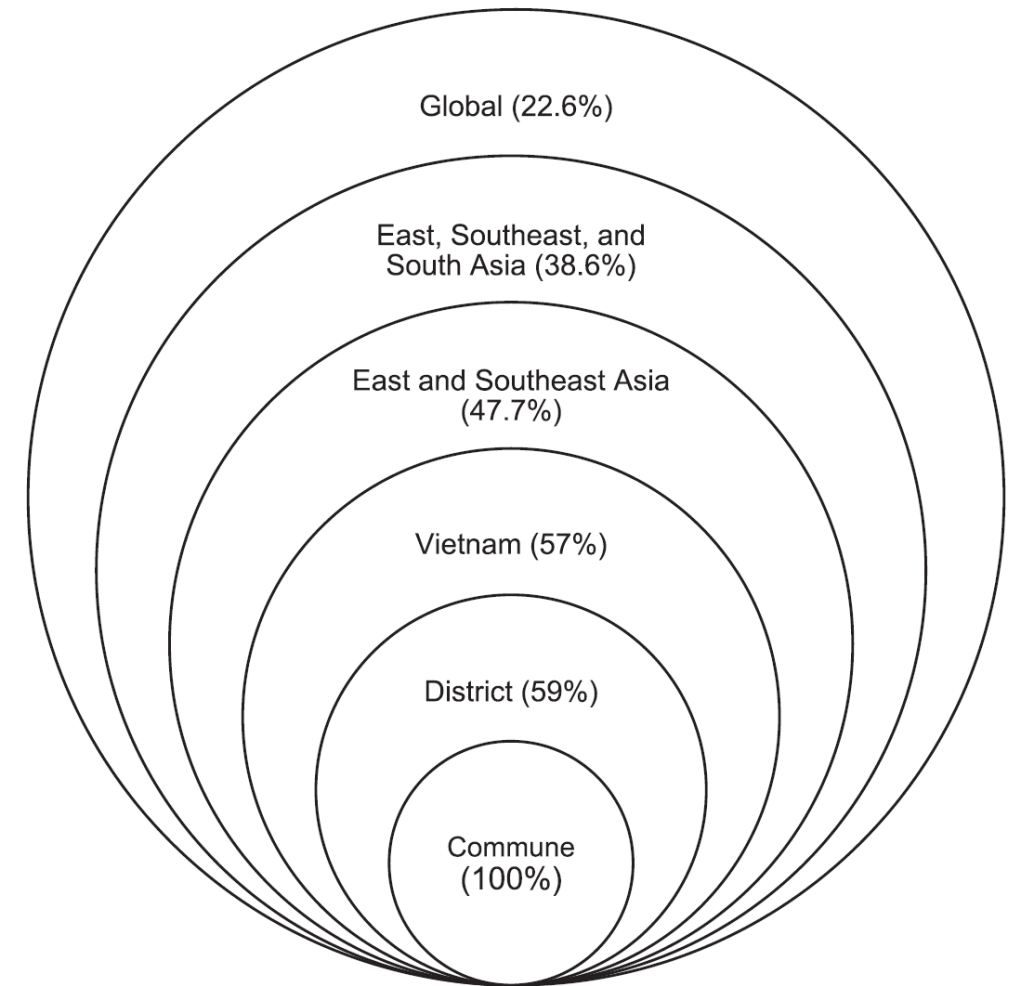 Global (22.6%)
East, Southeast, and
South Asia (38.6%)
East and Southeast Asia
(47.7%)
Vietnam (57%)
District (59%)
Commune
(100%)